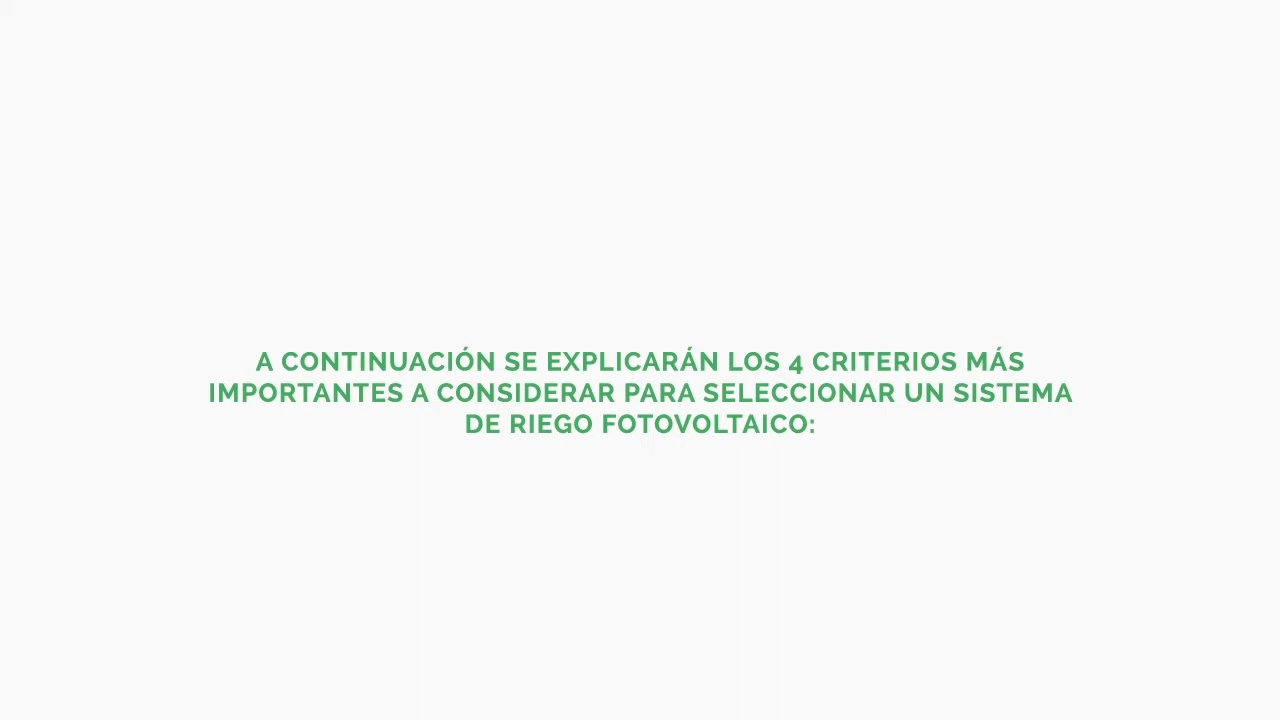 A CONTINUACIÓN SE EXPLICARÁN LOS 4 CRITERIOS MÁS
IMPORTANTES A CONSIDERAR PARA SELECCIONAR UN SISTEMA
DE RIEGO FOTOVOLTAICO: